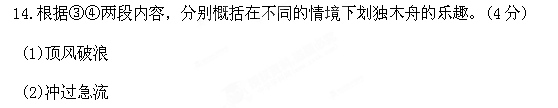 14.根据③④两段内容，分别概括在不同的情境下划独木舟的乐趣。(4分)
(1)顶风破浪
(2)冲过急流